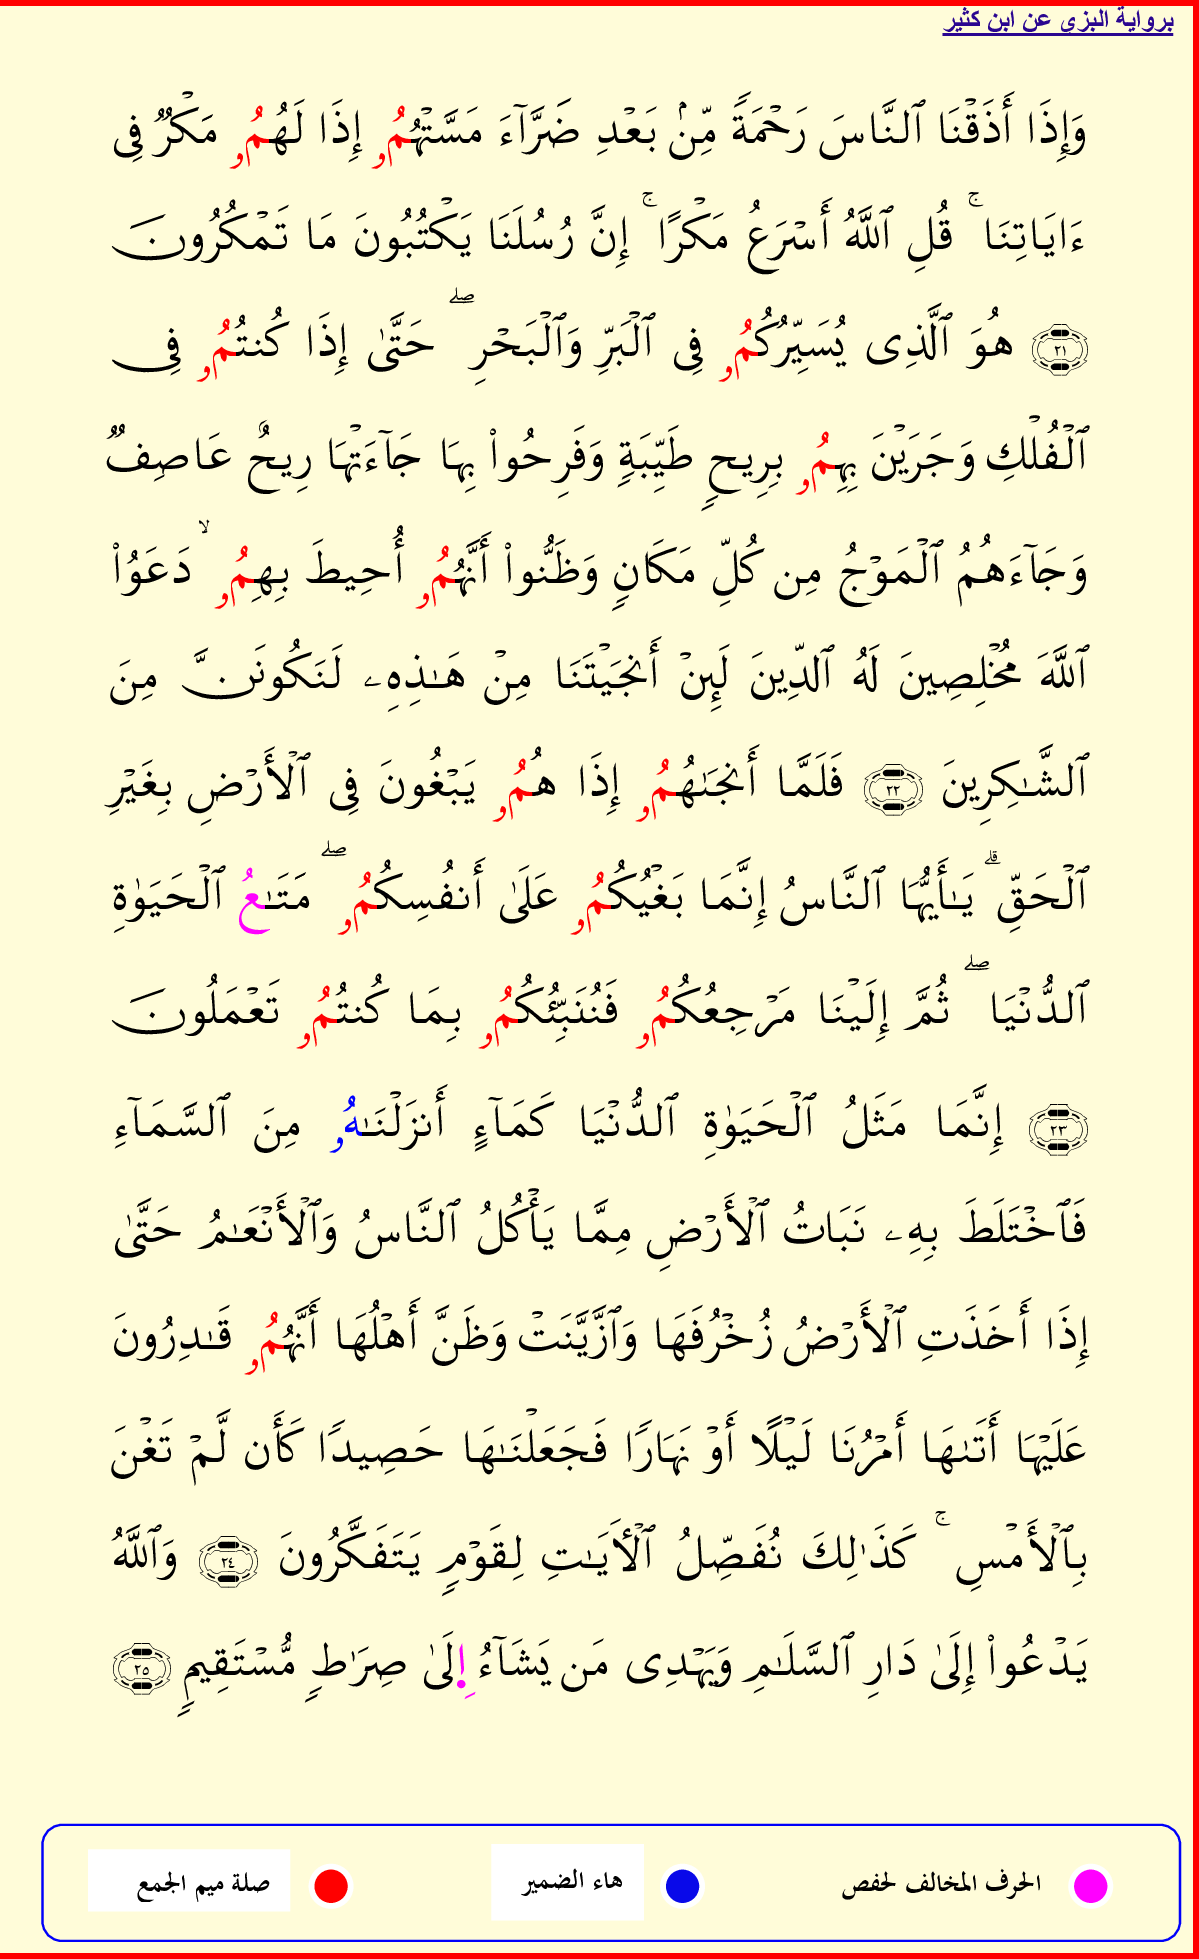 برواية البزى عن ابن كثير
وَإِذَا أَذَقْنَا ٱلنَّاسَ رَحْمَةً مِّنۢ بَعْدِ ضَرَّآءَ مَسَّتْهُمُۥ إِذَا لَهُمُۥ مَكْرٌ فِى
ءَايَاتِنَا ۚ قُلِ ٱللَّهُ أَسْرَعُ مَكْرًا ۚ إِنَّ رُسُلَنَا يَكْتُبُونَ مَا تَمْكُرُونَ
٢١ هُوَ ٱلَّذِى يُسَيِّرُكُمُۥ فِى ٱلْبَرِّ وَٱلْبَحْرِ ۖ حَتَّىٰ إِذَا كُنتُمُۥ فِى
ٱلْفُلْكِ وَجَرَيْنَ بِهِمُۥ بِرِيحٍ طَيِّبَةٍ وَفَرِحُوا۟ بِهَا جَآءَتْهَا رِيحٌ عَاصِفٌ
وَجَآءَهُمُ ٱلْمَوْجُ مِن كُلِّ مَكَانٍ وَظَنُّوا۟ أَنَّهُمُۥ أُحِيطَ بِهِمُۥ ۙ دَعَوُا۟
ٱللَّهَ مُخْلِصِينَ لَهُ ٱلدِّينَ لَئِنْ أَنجَيْتَنَا مِنْ هَـٰذِهِۦ لَنَكُونَنَّ مِنَ
ٱلشَّـٰكِرِينَ ٢٢ فَلَمَّا أَنجَىٰهُمُۥ إِذَا هُمُۥ يَبْغُونَ فِى ٱلْأَرْضِ بِغَيْرِ
ٱلْحَقِّ ۗ يَـٰأَيُّهَا ٱلنَّاسُ إِنَّمَا بَغْيُكُمُۥ عَلَىٰ أَنفُسِكُمُۥ ۖ مَتَـٰعُ ٱلْحَيَوٰةِ
ٱلدُّنْيَا ۖ ثُمَّ إِلَيْنَا مَرْجِعُكُمُۥ فَنُنَبِّئُكُمُۥ بِمَا كُنتُمُۥ تَعْمَلُونَ
٢٣ إِنَّمَا مَثَلُ ٱلْحَيَوٰةِ ٱلدُّنْيَا كَمَآءٍ أَنزَلْنَـٰهُۥ مِنَ ٱلسَّمَآءِ
فَٱخْتَلَطَ بِهِۦ نَبَاتُ ٱلْأَرْضِ مِمَّا يَأْكُلُ ٱلنَّاسُ وَٱلْأَنْعَـٰمُ حَتَّىٰ
إِذَا أَخَذَتِ ٱلْأَرْضُ زُخْرُفَهَا وَٱزَّيَّنَتْ وَظَنَّ أَهْلُهَا أَنَّهُمُۥ قَـٰدِرُونَ
عَلَيْهَا أَتَىٰهَا أَمْرُنَا لَيْلًا أَوْ نَهَارًا فَجَعَلْنَـٰهَا حَصِيدًا كَأَن لَّمْ تَغْنَ
بِٱلْأَمْسِ ۚ كَذَٰلِكَ نُفَصِّلُ ٱلْأَيَـٰتِ لِقَوْمٍ يَتَفَكَّرُونَ ٢٤ وَٱللَّهُ
يَدْعُوا۟ إِلَىٰ دَارِ ٱلسَّلَـٰمِ وَيَهْدِى مَن يَشَآءُ اِلَىٰ صِرَٰطٍ مُّسْتَقِيمٍ ٢٥
الحرف المخالف لحفص هاء الضمير صلة ميم الجمع